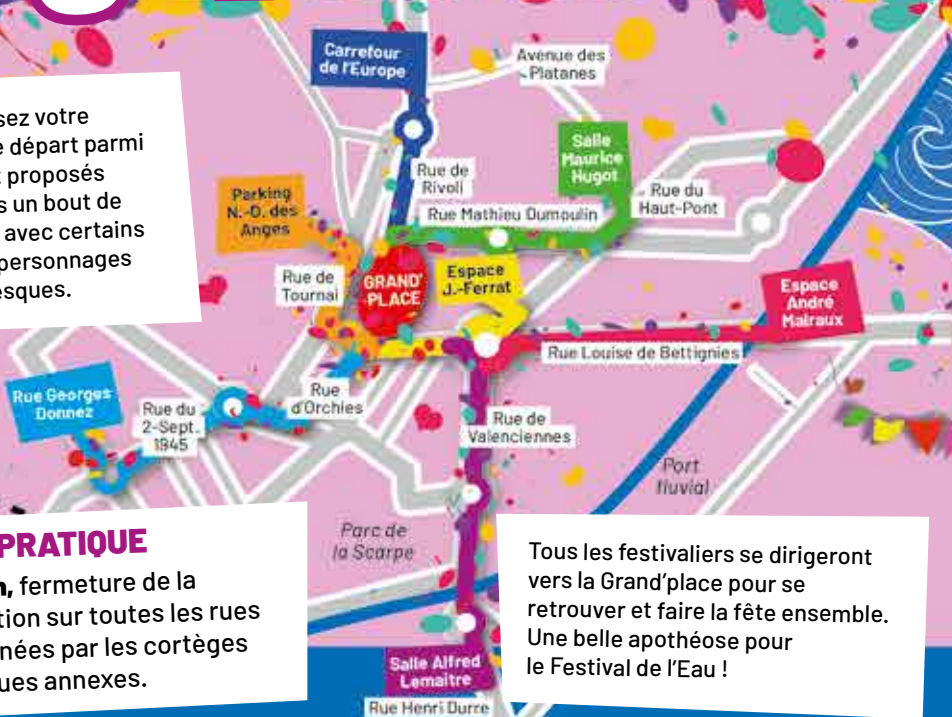 Carrefour
de l'Europe
Avenue des
Platanes
sez votre
e départ parmi
t proposés
s un bout de
avec certains
personnages
esques.
Parking
N.-D. des
Anges
Rue de
Rivoli
Salle
Maurice
Hugot
Rue du
Haut-Pont
Rue Mathieu Dumoulin
Rue de
Tournai
GRAND'
PLACE
Espace
J.-Ferrat
Espace
André
Malraux
Rue Louise de Bettignies
Rue Georges
Donnez
Rue du
2-Sept.
1945
Rue
d'Orchies
Rue de
Valenciennes
Port
fluvial
Parc de
la Scarpe
PRATIQUE
n, fermeture de la
tion sur toutes les rues
nées par les cortèges
ues annexes.
Tous les festivaliers se dirigeront
vers la Grand'place pour se
retrouver et faire la fête ensemble.
Une belle apothéose pour
le Festival de l'Eau !
Salle Alfred
Lemaitre
Rue Henri Durre